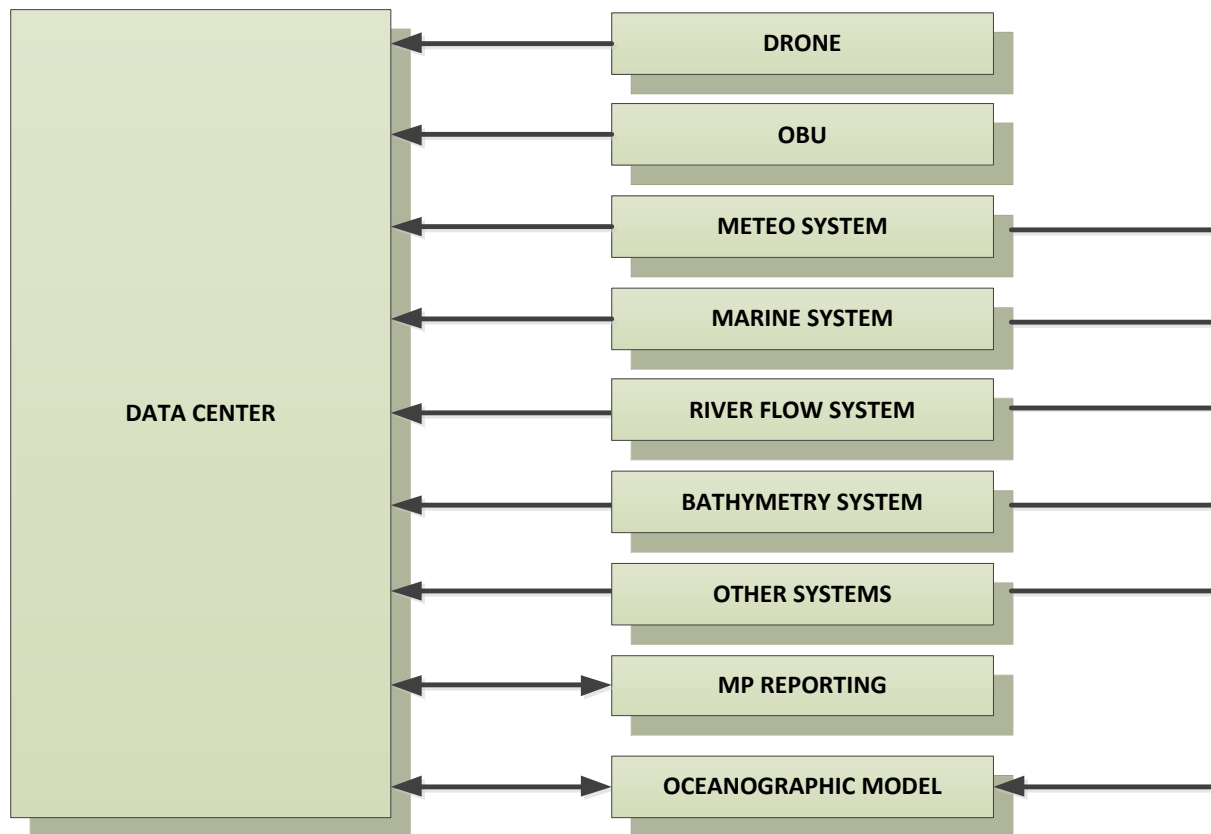 DRONE
OBU
METEO SYSTEM
MARINE SYSTEM
DATA CENTER
RIVER FLOW SYSTEM
BATHYMETRY SYSTEM
OTHER SYSTEMS
MP REPORTING
OCEANOGRAPHIC MODEL